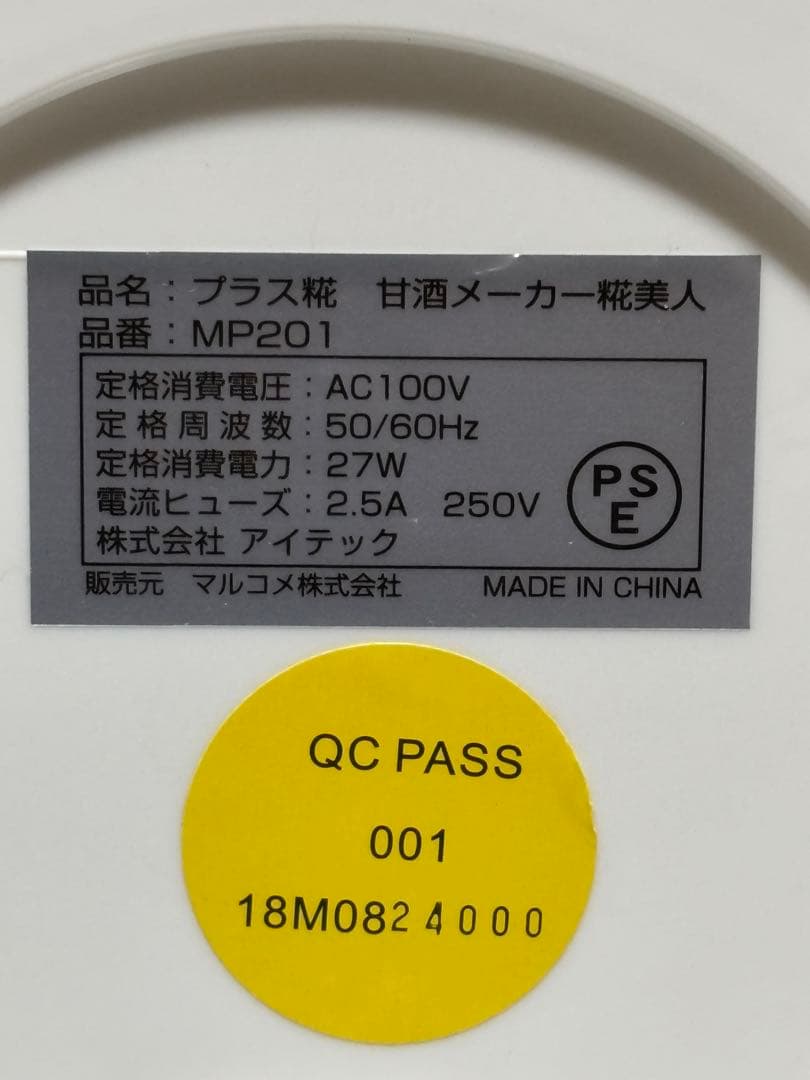 品名：プラス糀　甘酒メーカー糀美人
品番：MP201
定格消費電圧：AC100V
定格周波数：50/60Hz
定格消費電力：27W
電流ヒューズ：2.5A　250V
株式会社 アイテック
PSE
販売元　マルコメ株式会社　MADE IN CHINA
QC PASS
001
18M0824000